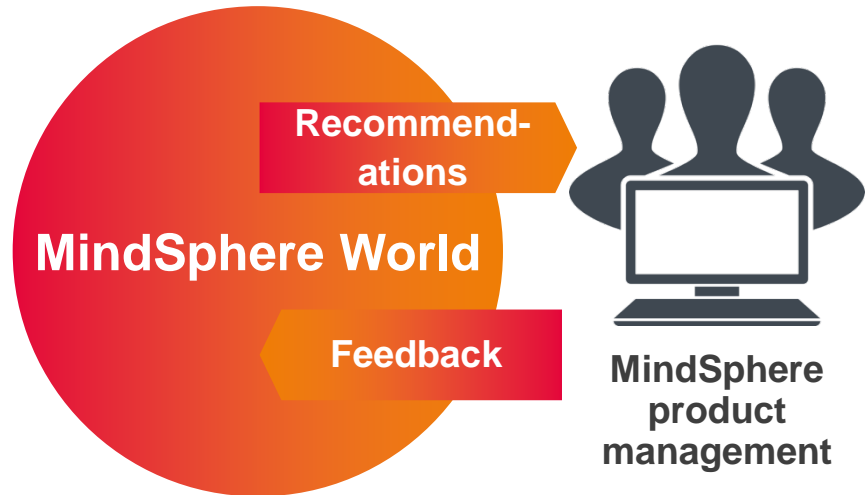 Recommend-
ations
MindSphere World
Feedback
MindSphere
product
management